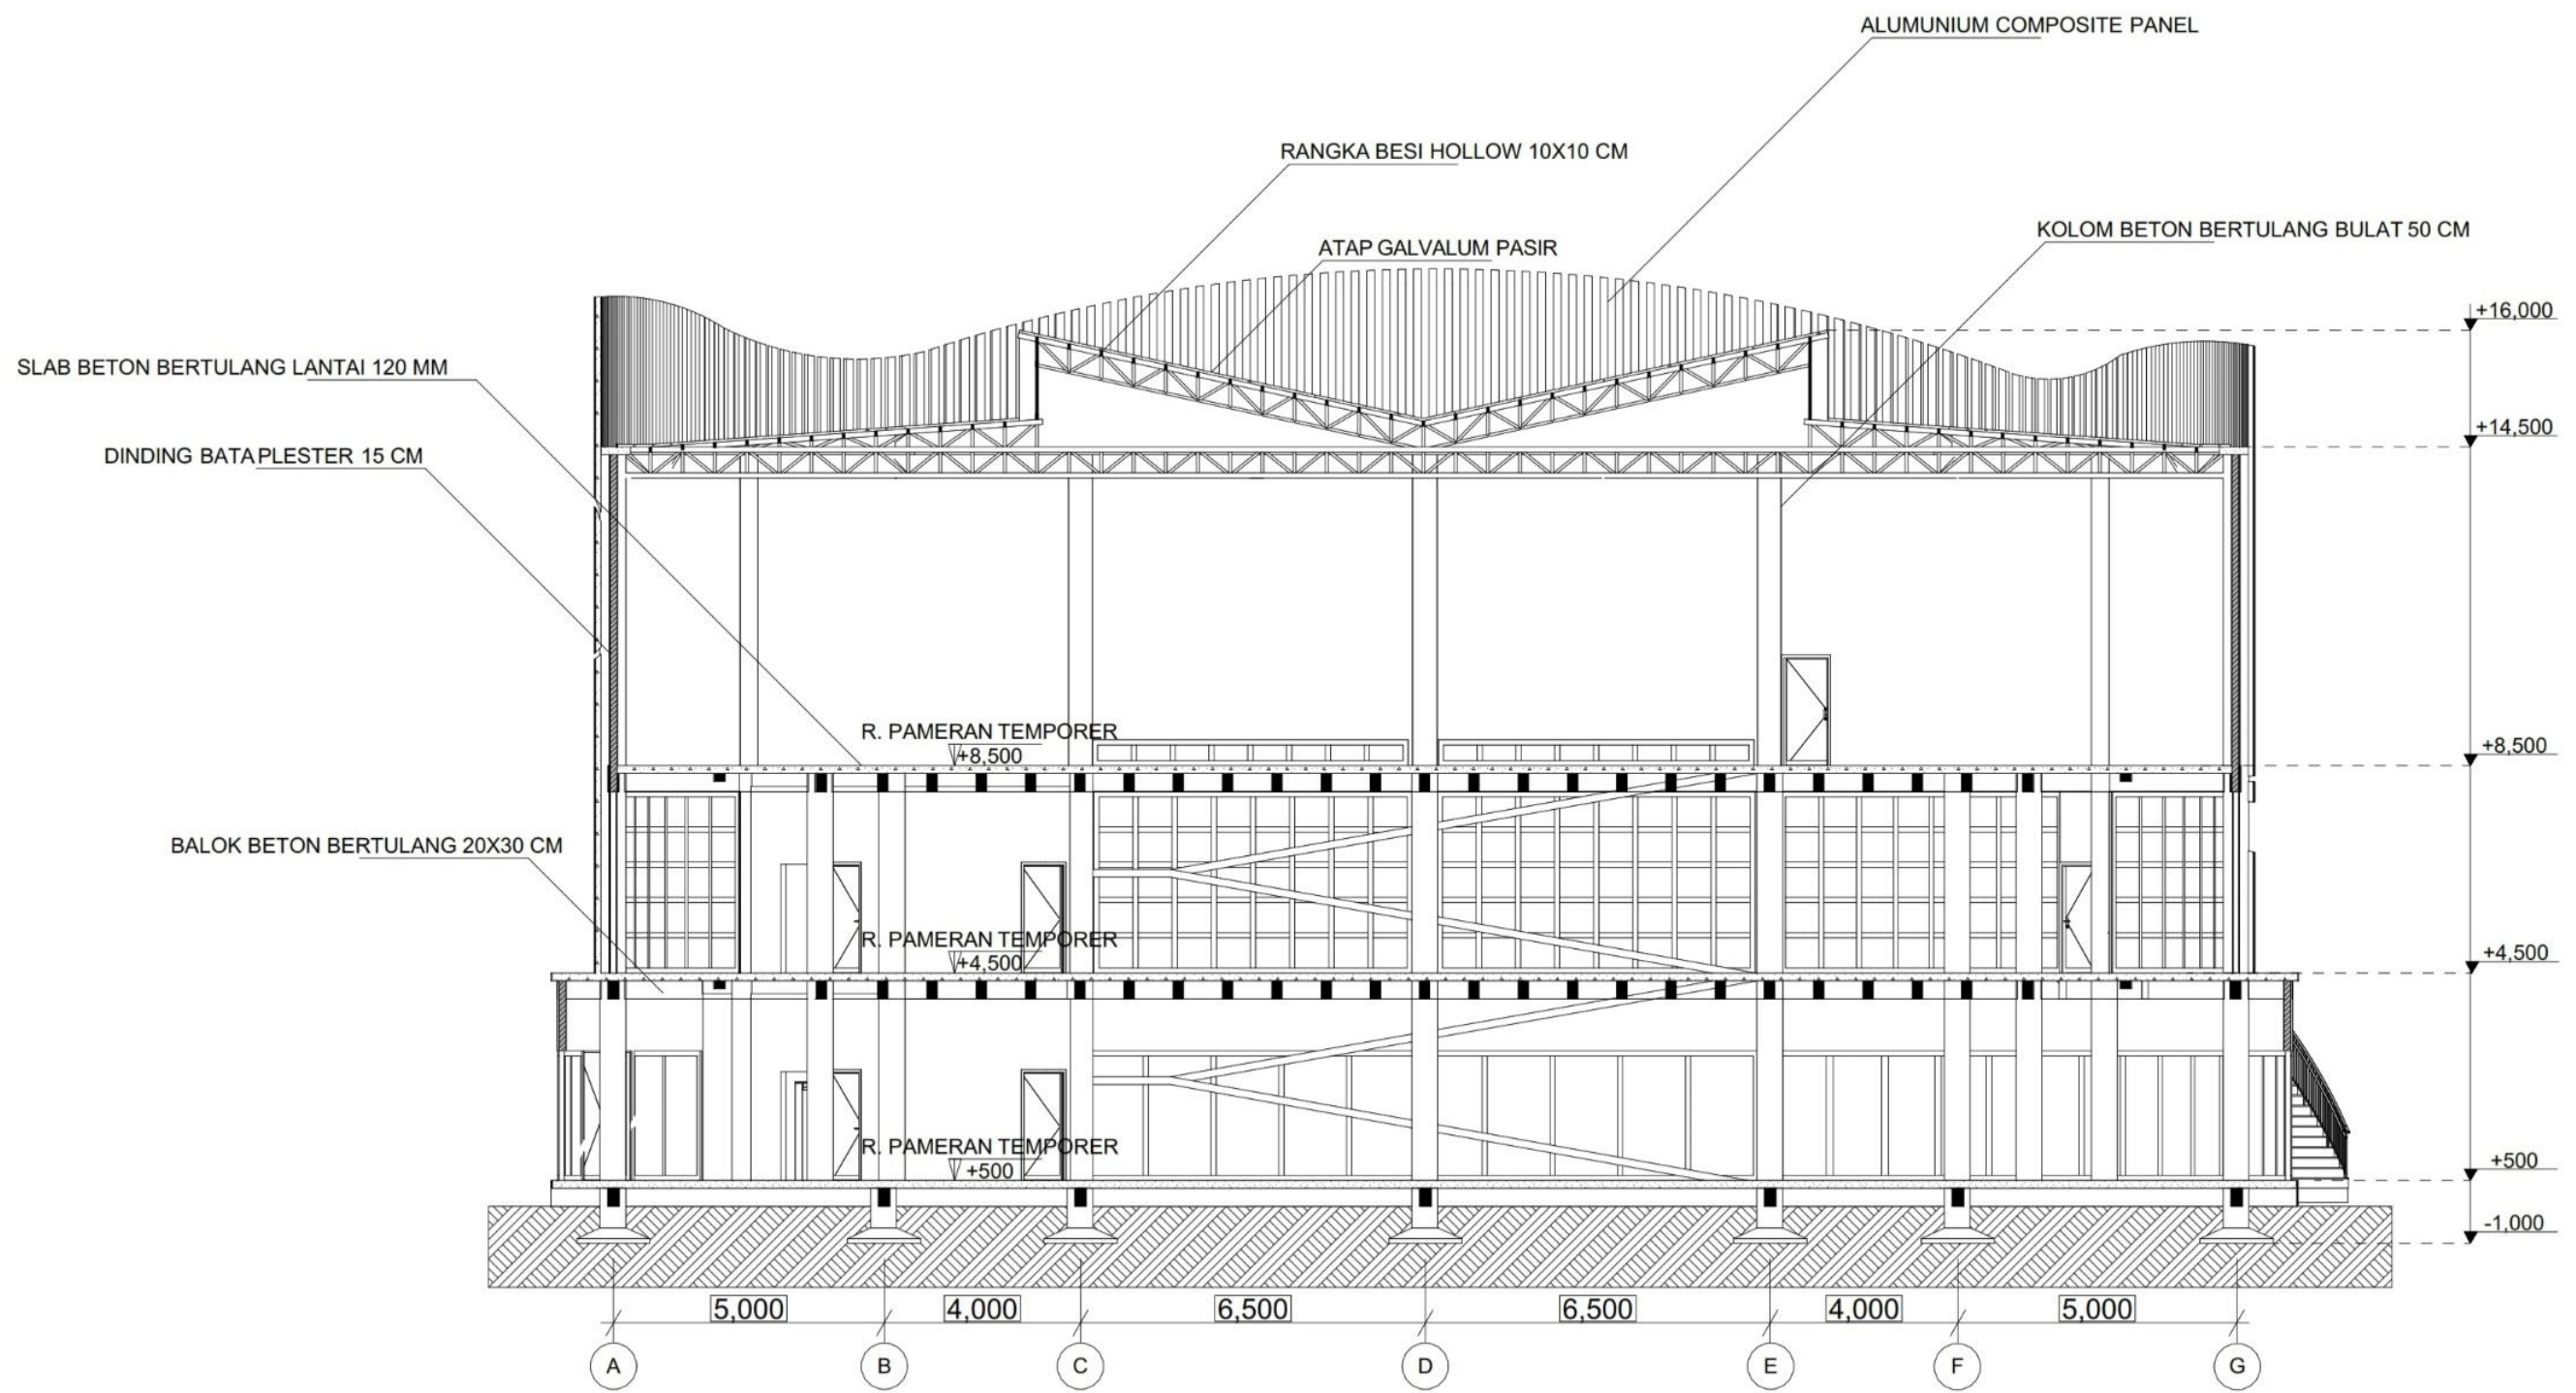 ALUMUNIUM COMPOSITE PANEL
RANGKA BESI HOLLOW 10X10 CM
KOLOM BETON BERTULANG BULAT 50 CM
ATAP GALVALUM PASIR
+16,000
SLAB BETON BERTULANG LANTAI 120 MM
+14,500
DINDING BATA PLESTER 15 CM
R. PAMERAN TEMPORER
+8,500
+8,500
BALOK BETON BERTULANG 20X30 CM
R. PAMERAN TEMPORER
+4,500
+4,500
R. PAMERAN TEMPORER
+500
+500
-1,000
5,000 4,000 6,500 6,500 4,000 5,000
A B C D E F G